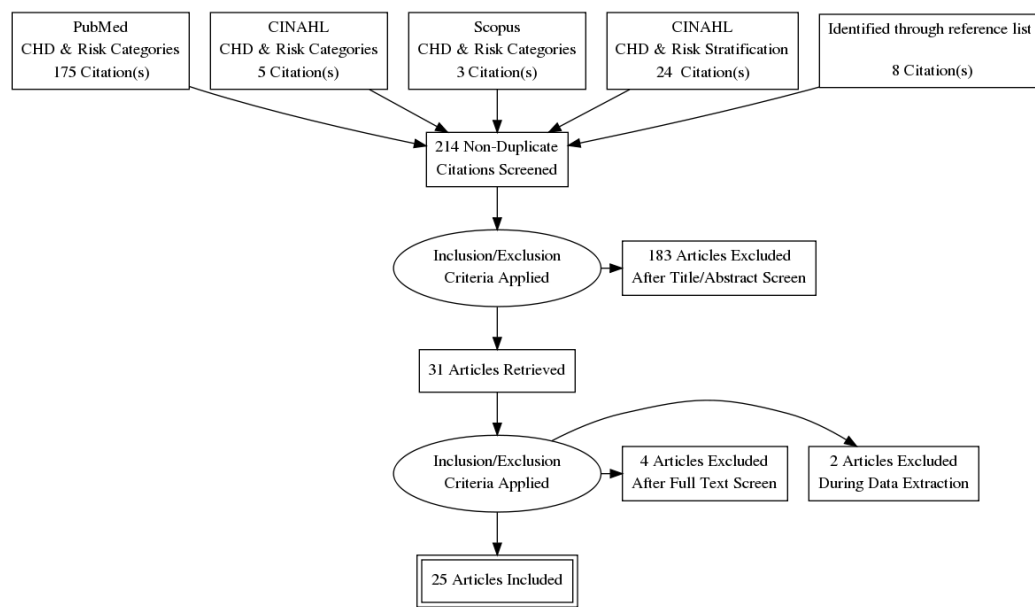 PubMed
CHD & Risk Categories
175 Citation(s)
CINAHL
CHD & Risk Categories
5 Citation(s)
Scopus
CHD & Risk Categories
3 Citation(s)
CINAHL
CHD & Risk Stratification
24 Citation(s)
Identified through reference list
8 Citation(s)
214 Non-Duplicate
Citations Screened
Inclusion/Exclusion
Criteria Applied
183 Articles Excluded
After Title/Abstract Screen
31 Articles Retrieved
Inclusion/Exclusion
Criteria Applied
4 Articles Excluded
After Full Text Screen
2 Articles Excluded
During Data Extraction
25 Articles Included